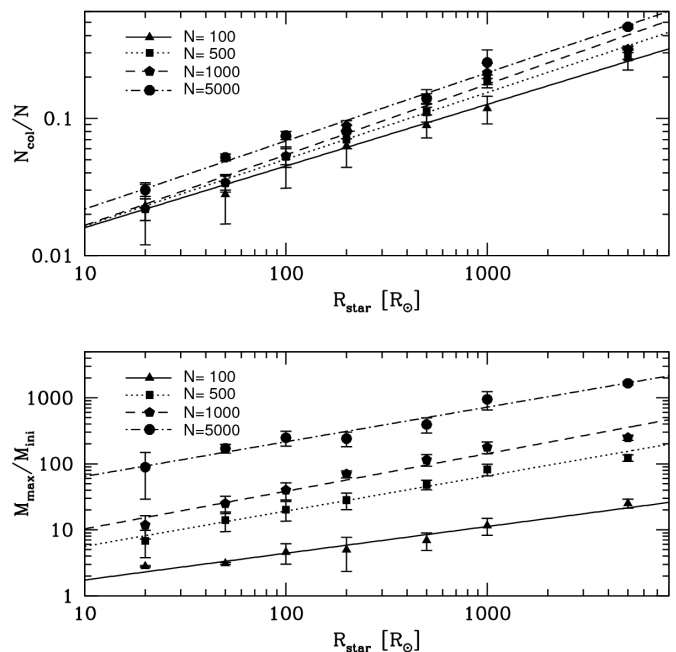 N= 100
N= 500
N=1000
N=5000
0.1
0.01
N_col/N
10 100 1000
R_star [R_⊙]
N= 100
N= 500
N=1000
N=5000
1000
100
10
1
M_max/M_ini
10 100 1000
R_star [R_⊙]